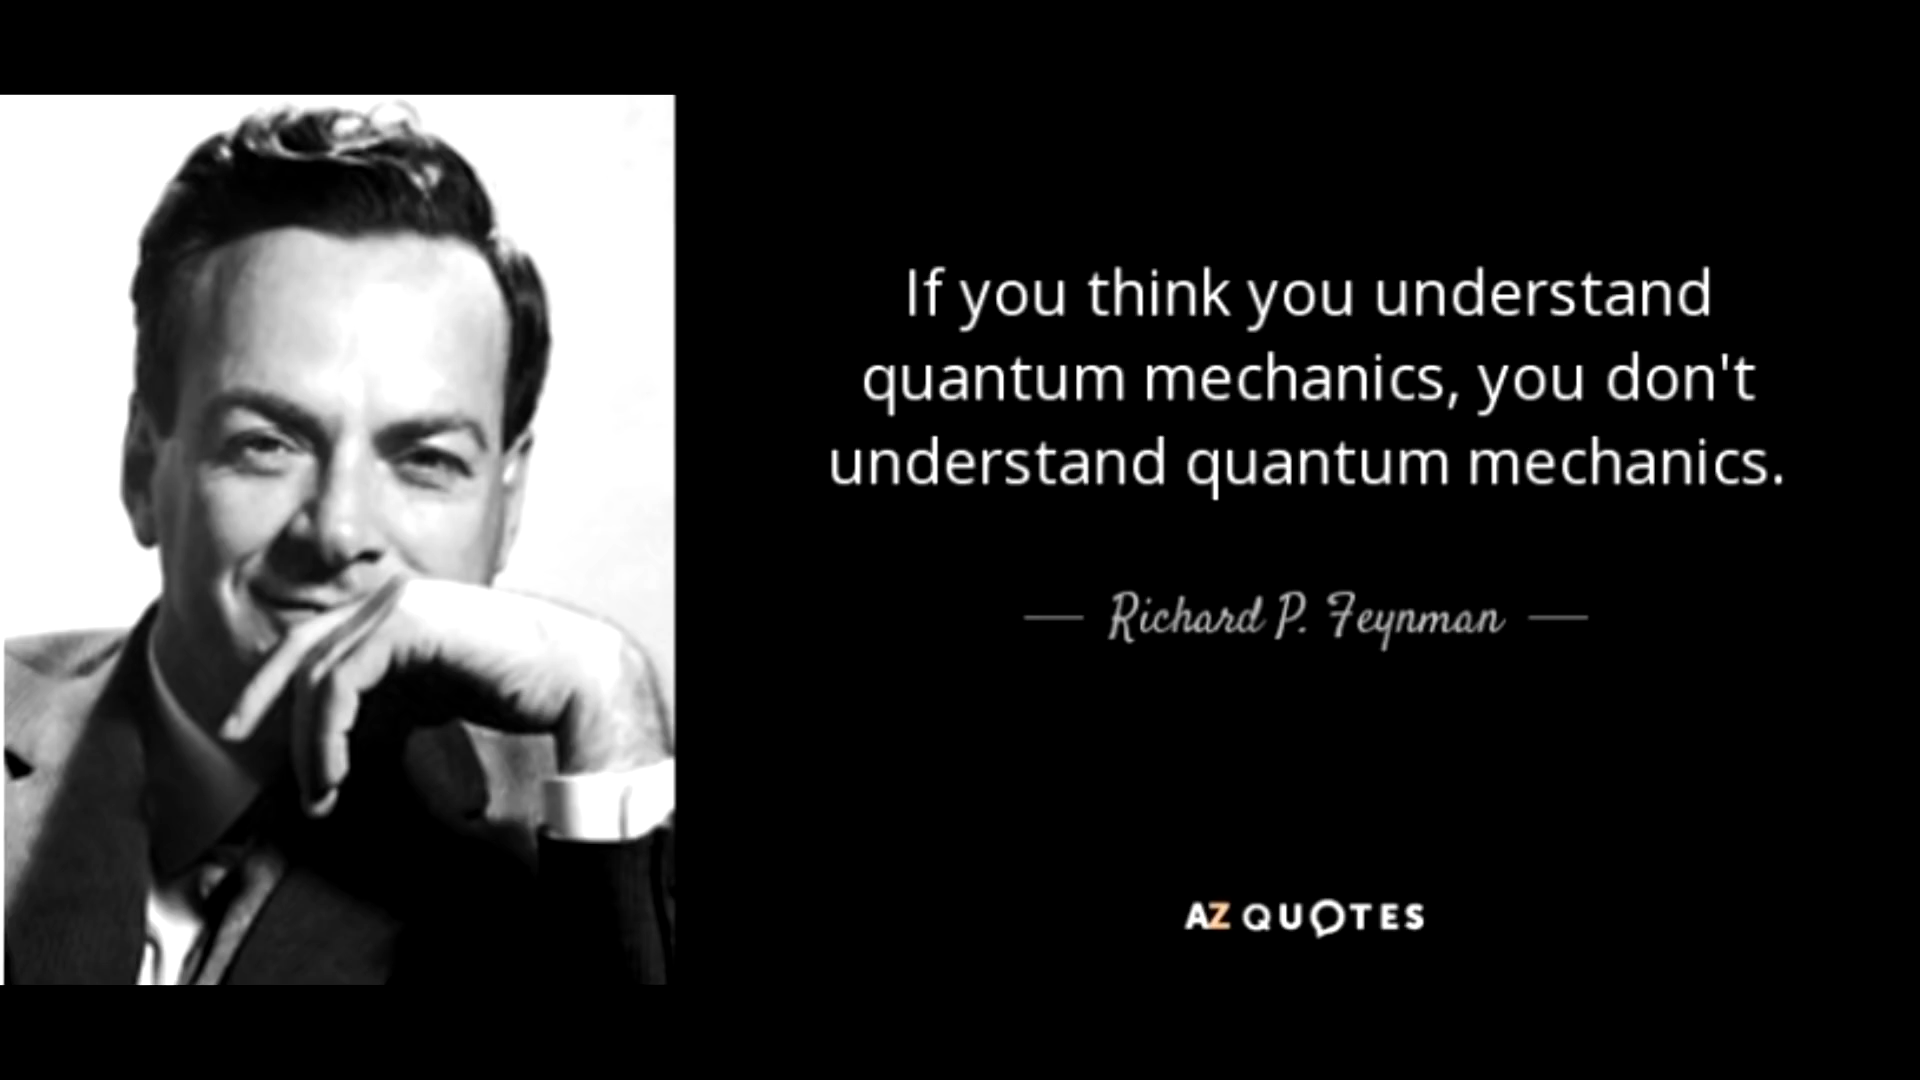 If you think you understand
quantum mechanics, you don't
understand quantum mechanics.
Richard P. Feynman
AZ QUOTES